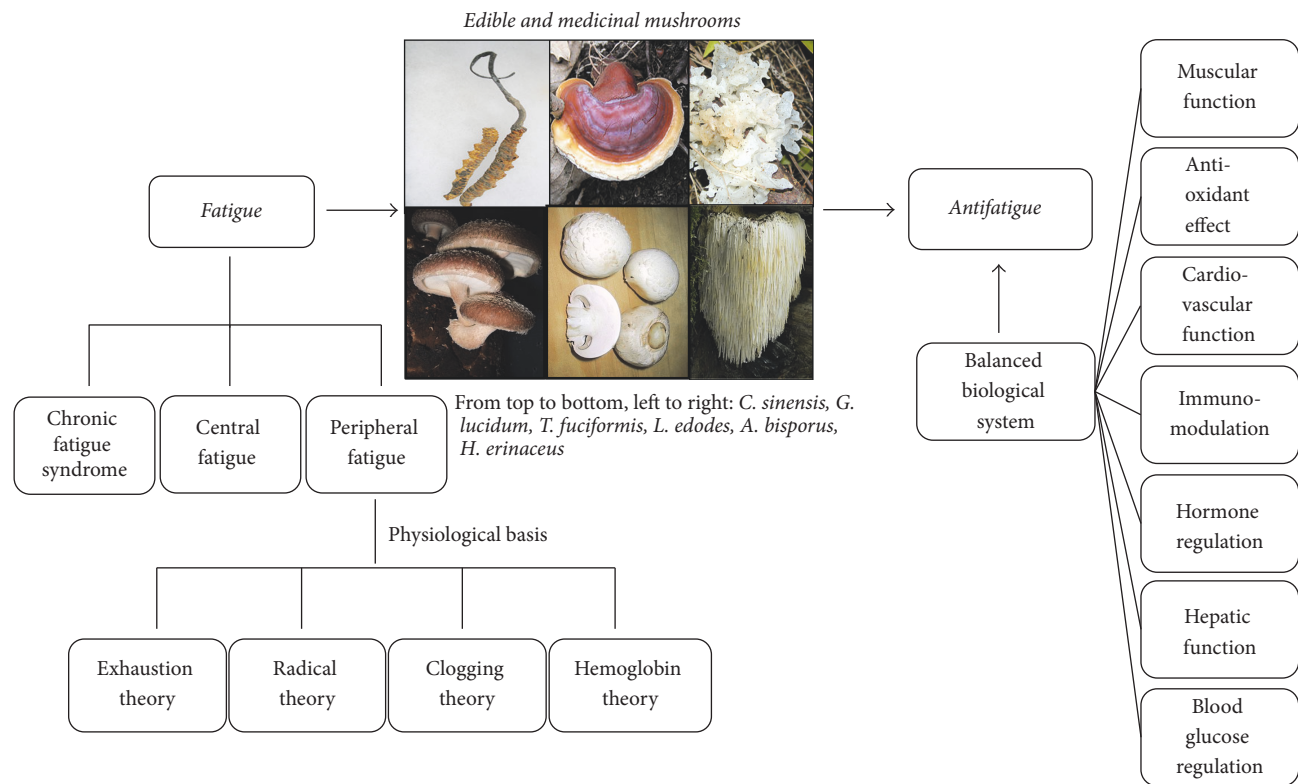 Edible and medicinal mushrooms
Fatigue
Chronic
fatigue
syndrome
Central
fatigue
Peripheral
fatigue
Physiological basis
Exhaustion
theory
Radical
theory
Clogging
theory
Hemoglobin
theory
From top to bottom, left to right: C. sinensis, G.
lucidum, T. fuciformis, L. edodes, A. bisporus,
H. erinaceus
Antifatigue
Balanced
biological
system
Muscular
function
Anti-
oxidant
effect
Cardio-
vascular
function
Immuno-
modulation
Hormone
regulation
Hepatic
function
Blood
glucose
regulation